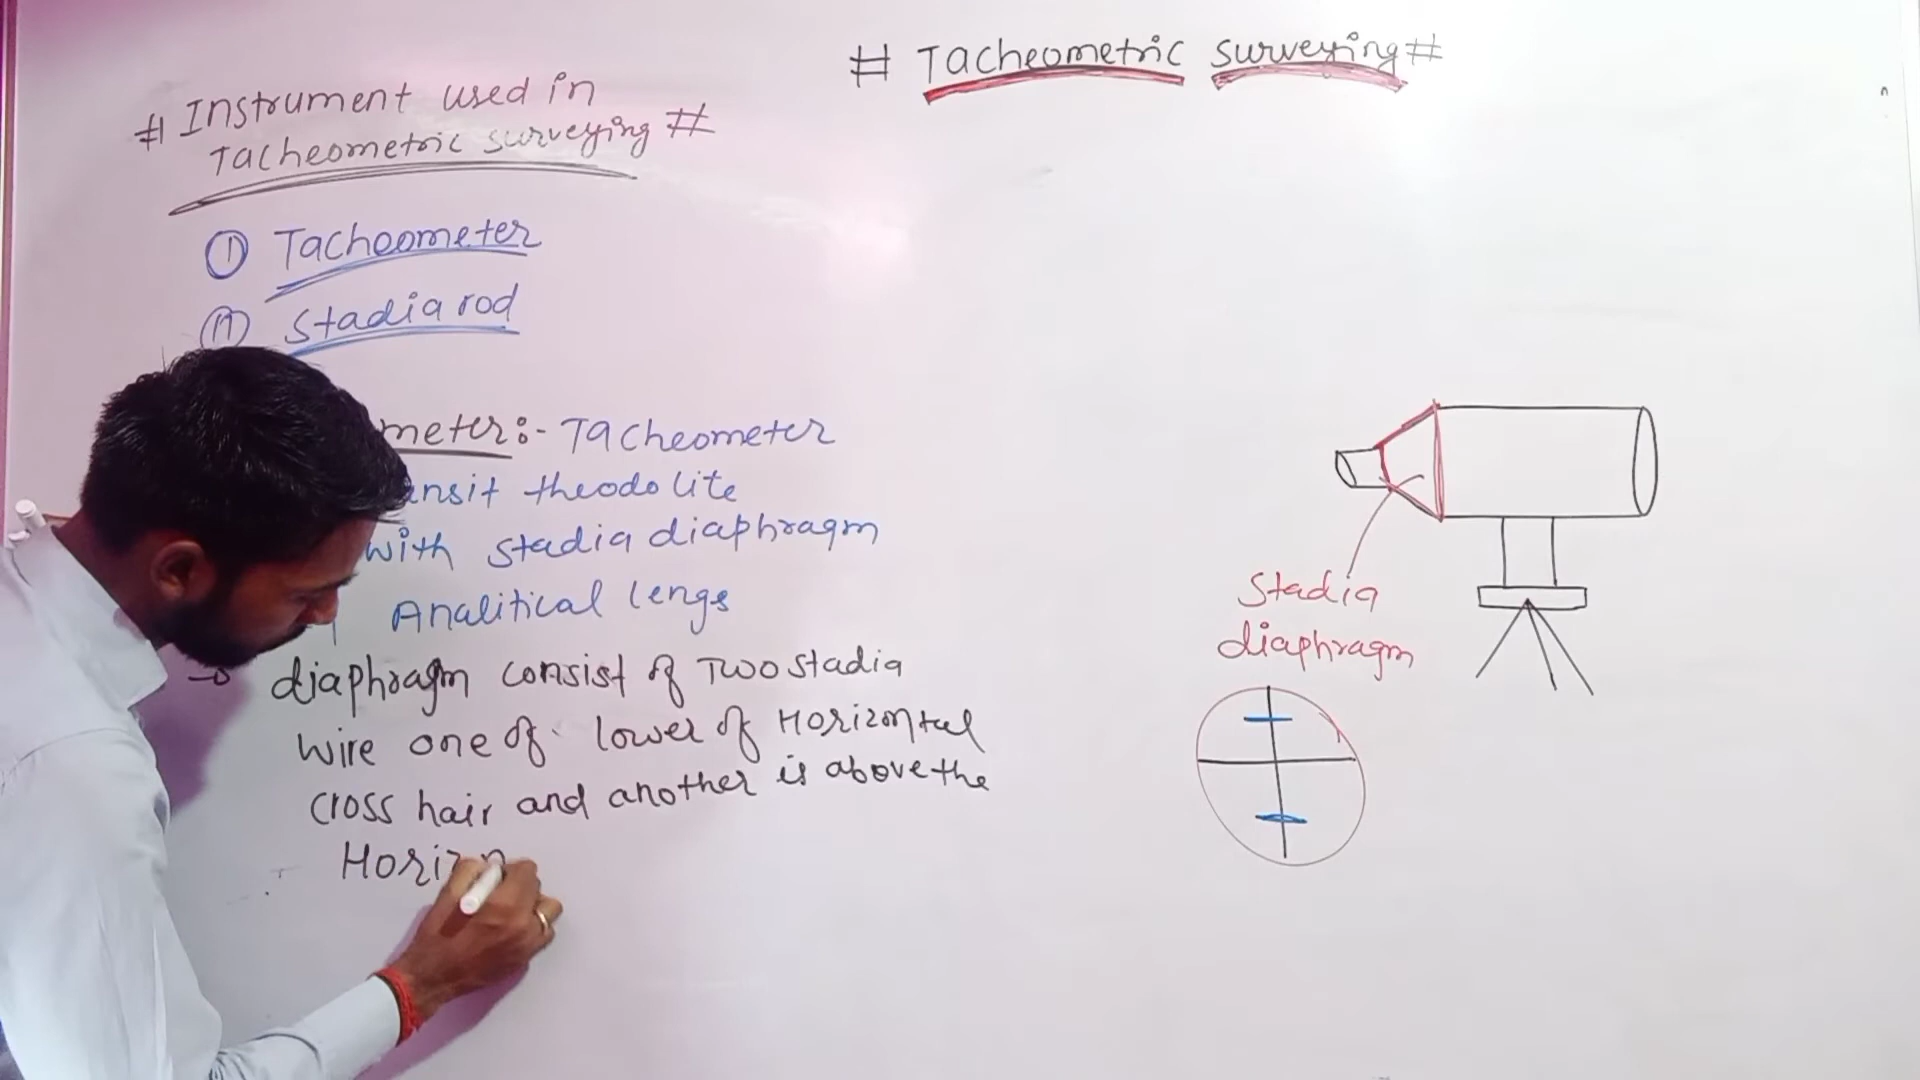 # Tacheometric surveying #
# Instrument used in
Tacheometric surveying #
① Tacheometer
② Stadia rod
meter:- Tacheometer
ansit theodolite
with stadia diaphragm
Analitical lengs
→ diaphragm consist of Two stadia
wire one of lower of Horizontal
cross hair and another is above the
Horizon
Stadia
diaphragm